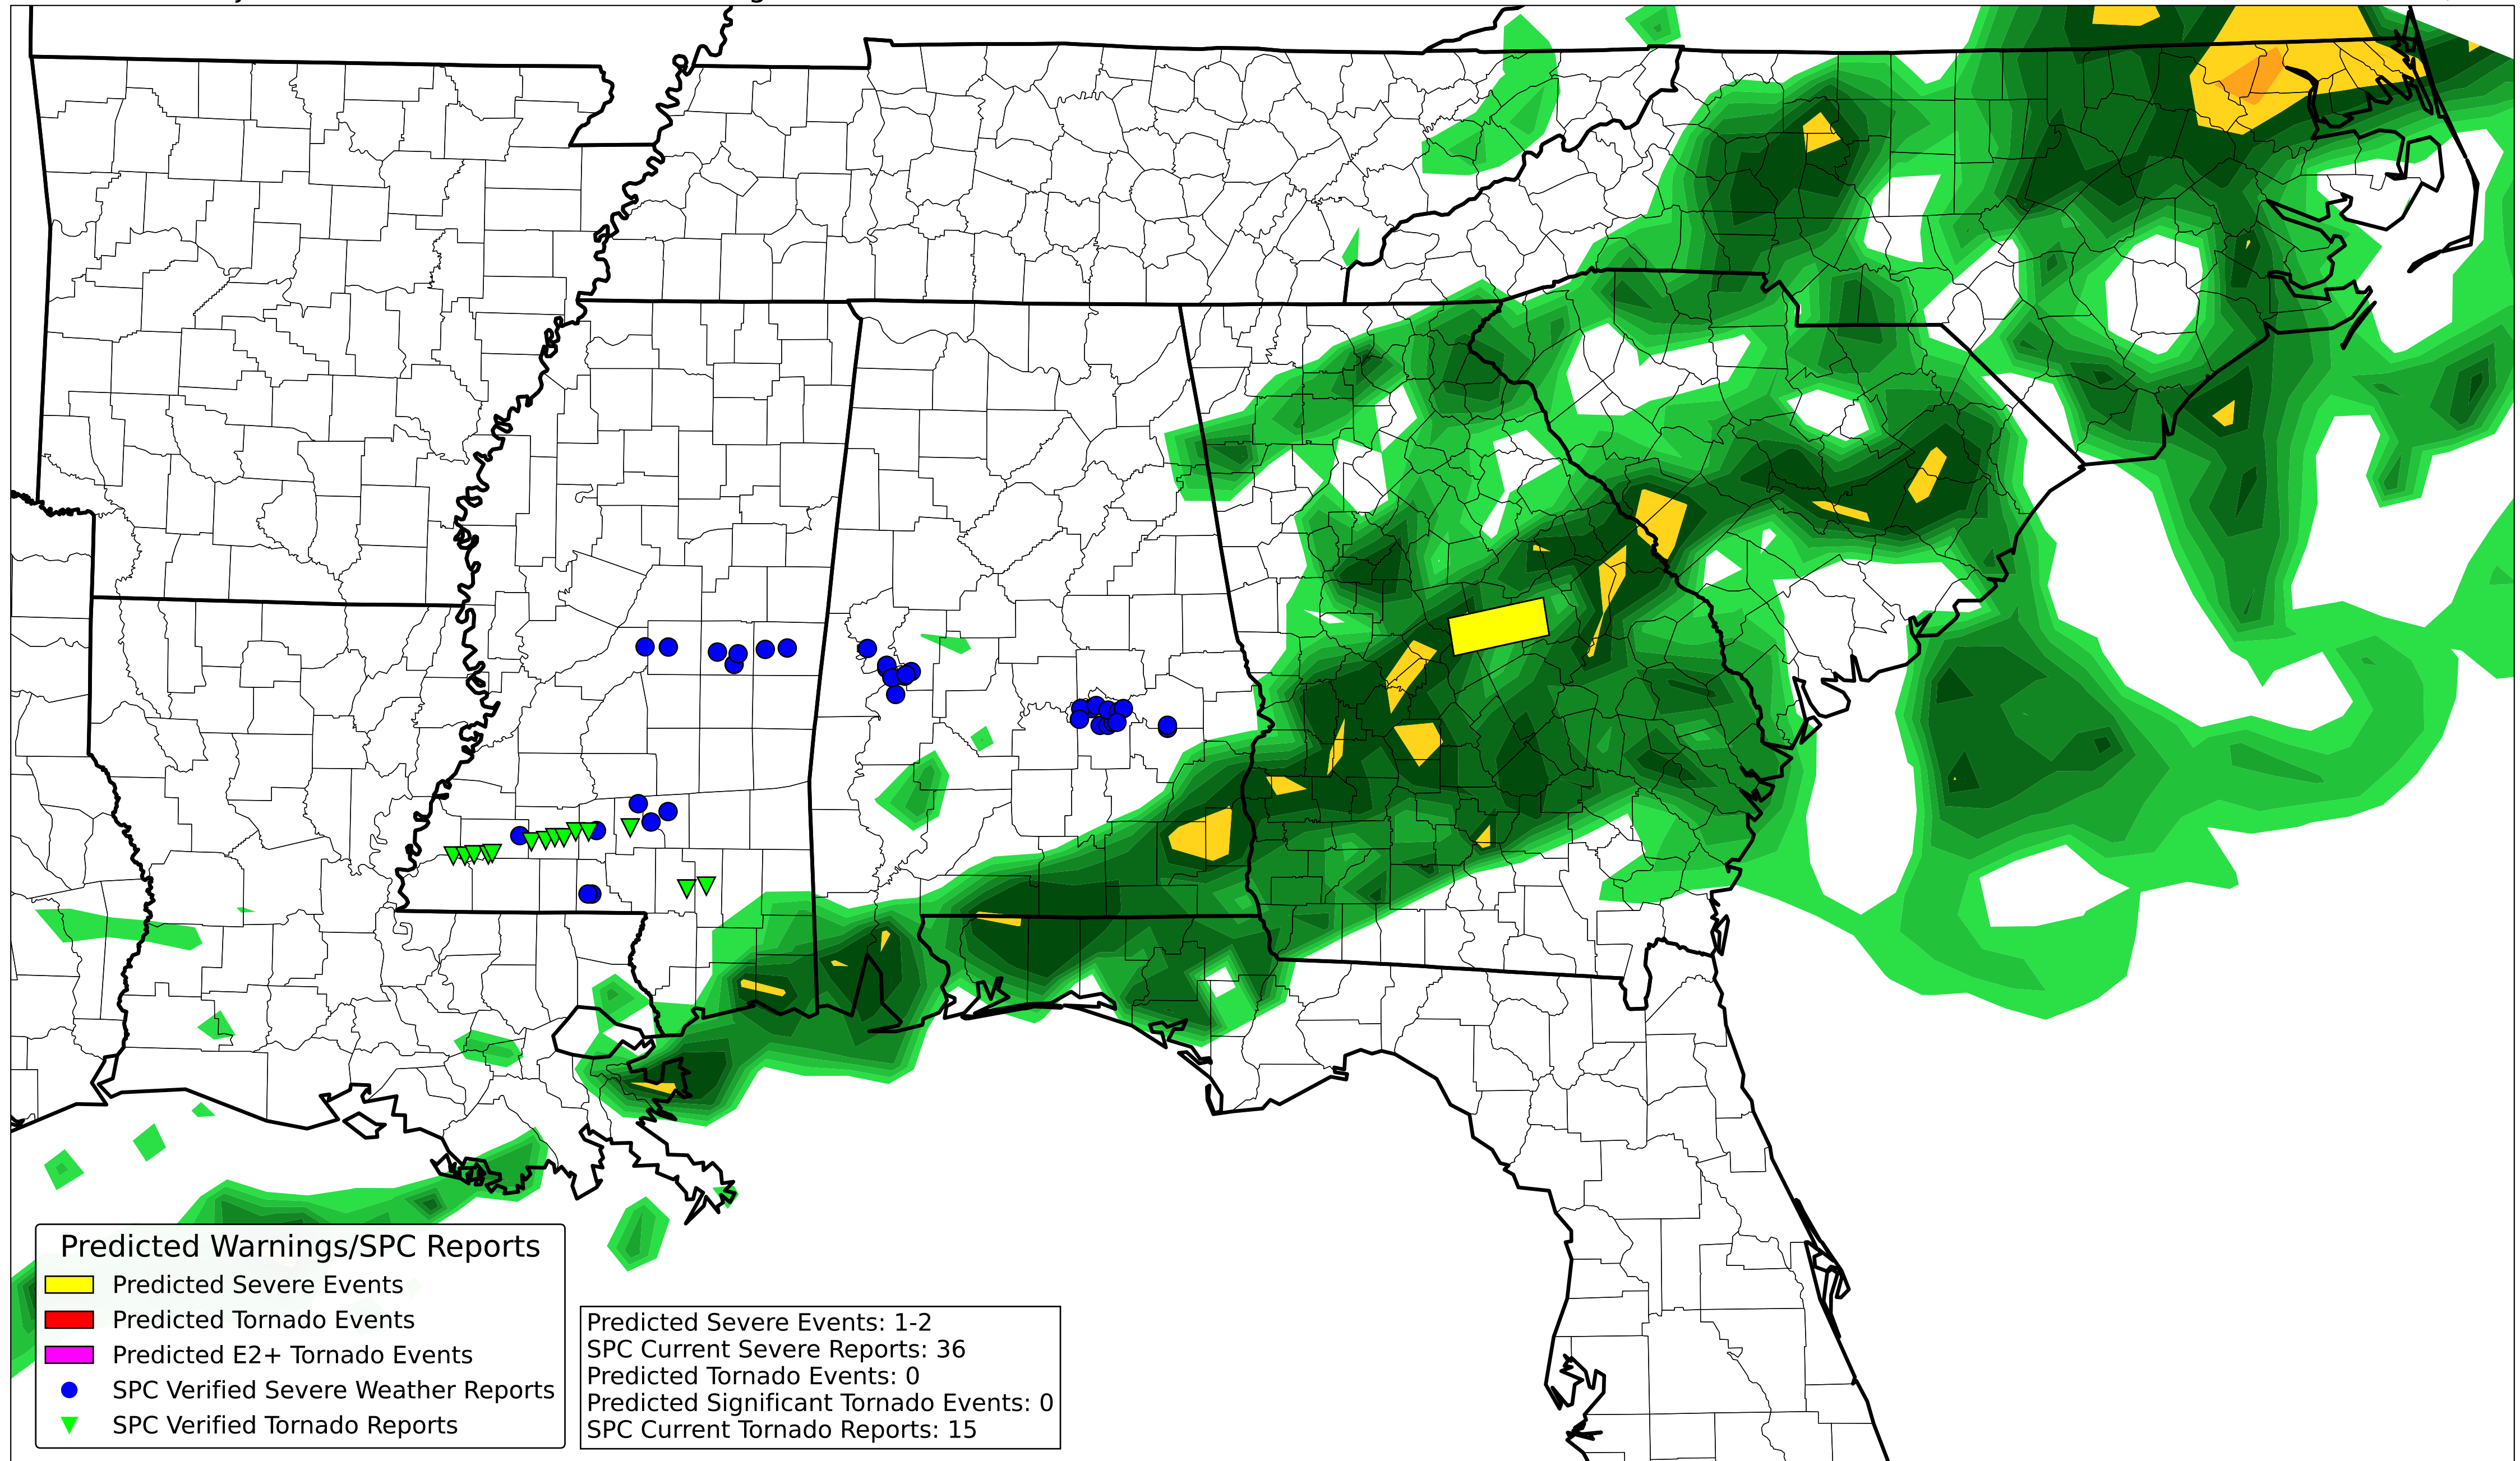 Predicted Warnings/SPC Reports
Predicted Severe Events
Predicted Tornado Events
Predicted E2+ Tornado Events
SPC Verified Severe Weather Reports
SPC Verified Tornado Reports
Predicted Severe Events: 1-2
SPC Current Severe Reports: 36
Predicted Tornado Events: 0
Predicted Significant Tornado Events: 0
SPC Current Tornado Reports: 15